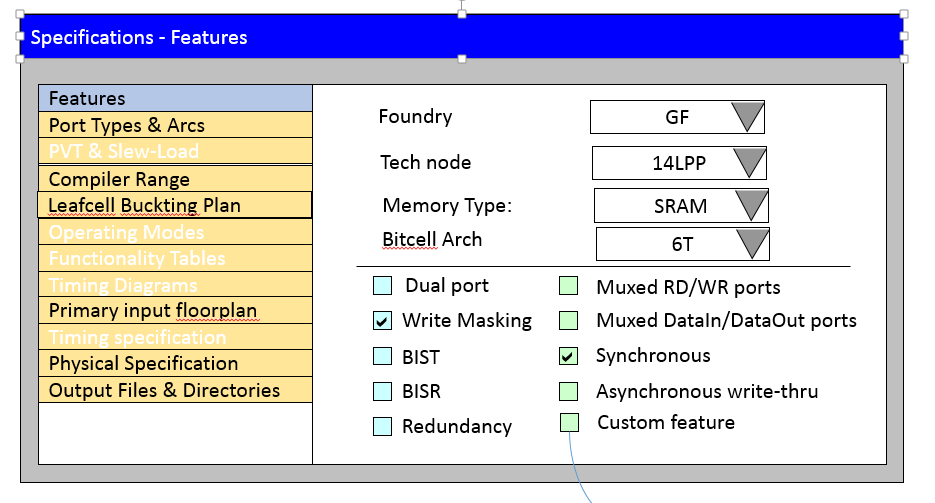 Specifications - Features
Features
Port Types & Arcs
PVT & Slew-Load
Compiler Range
Leafcell Buckting Plan
Operating Modes
Functionality Tables
Timing Diagrams
Primary input floorplan
Timing specification
Physical Specification
Output Files & Directories
Foundry GF
Tech node 14LPP
Memory Type: SRAM
Bitcell Arch 6T
Dual port Muxed RD/WR ports
Write Masking Muxed DataIn/DataOut ports
BIST Synchronous
BISR Asynchronous write-thru
Redundancy Custom feature